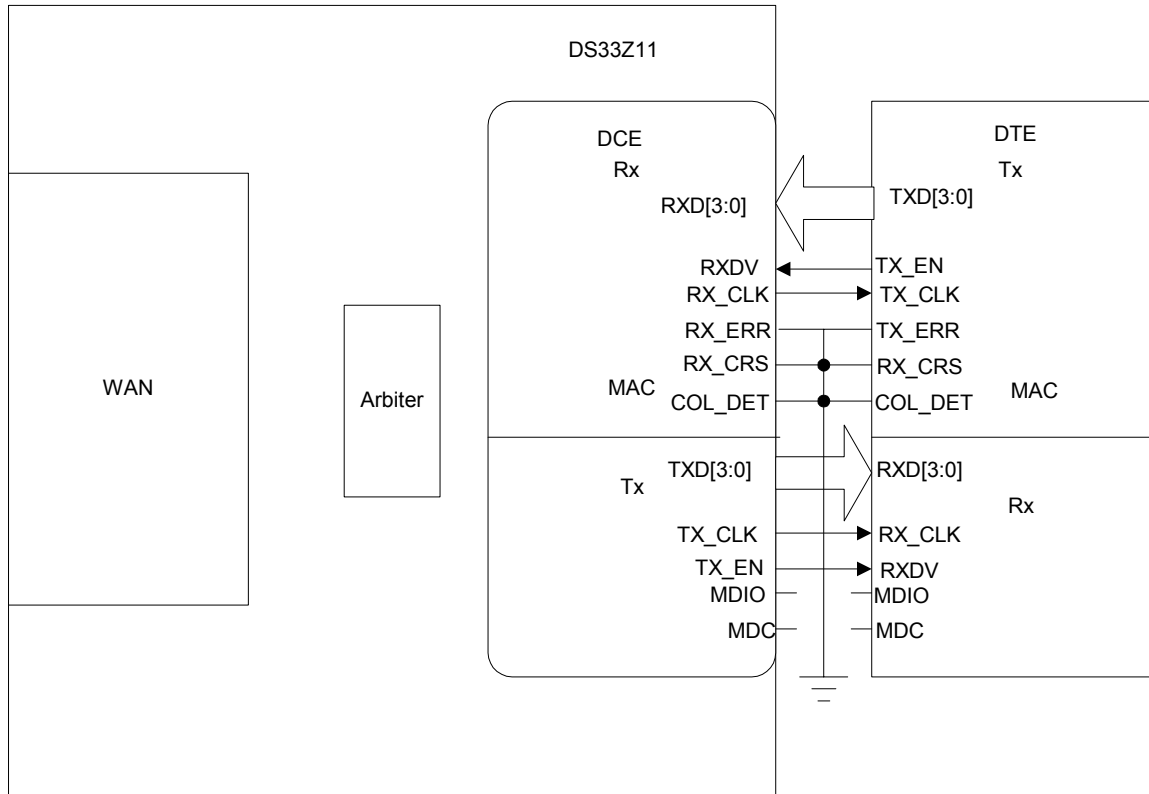 DS33Z11
DCE
Rx
DTE
Tx
RXD[3:0]
TXD[3:0]
RXDV
TX_EN
RX_CLK
TX_CLK
RX_ERR
TX_ERR
RX_CRS
RX_CRS
WAN
Arbiter
MAC
COL_DET
COL_DET
MAC
Tx
TXD[3:0]
RXD[3:0]
Rx
TX_CLK
RX_CLK
TX_EN
RXDV
MDIO
MDIO
MDC
MDC